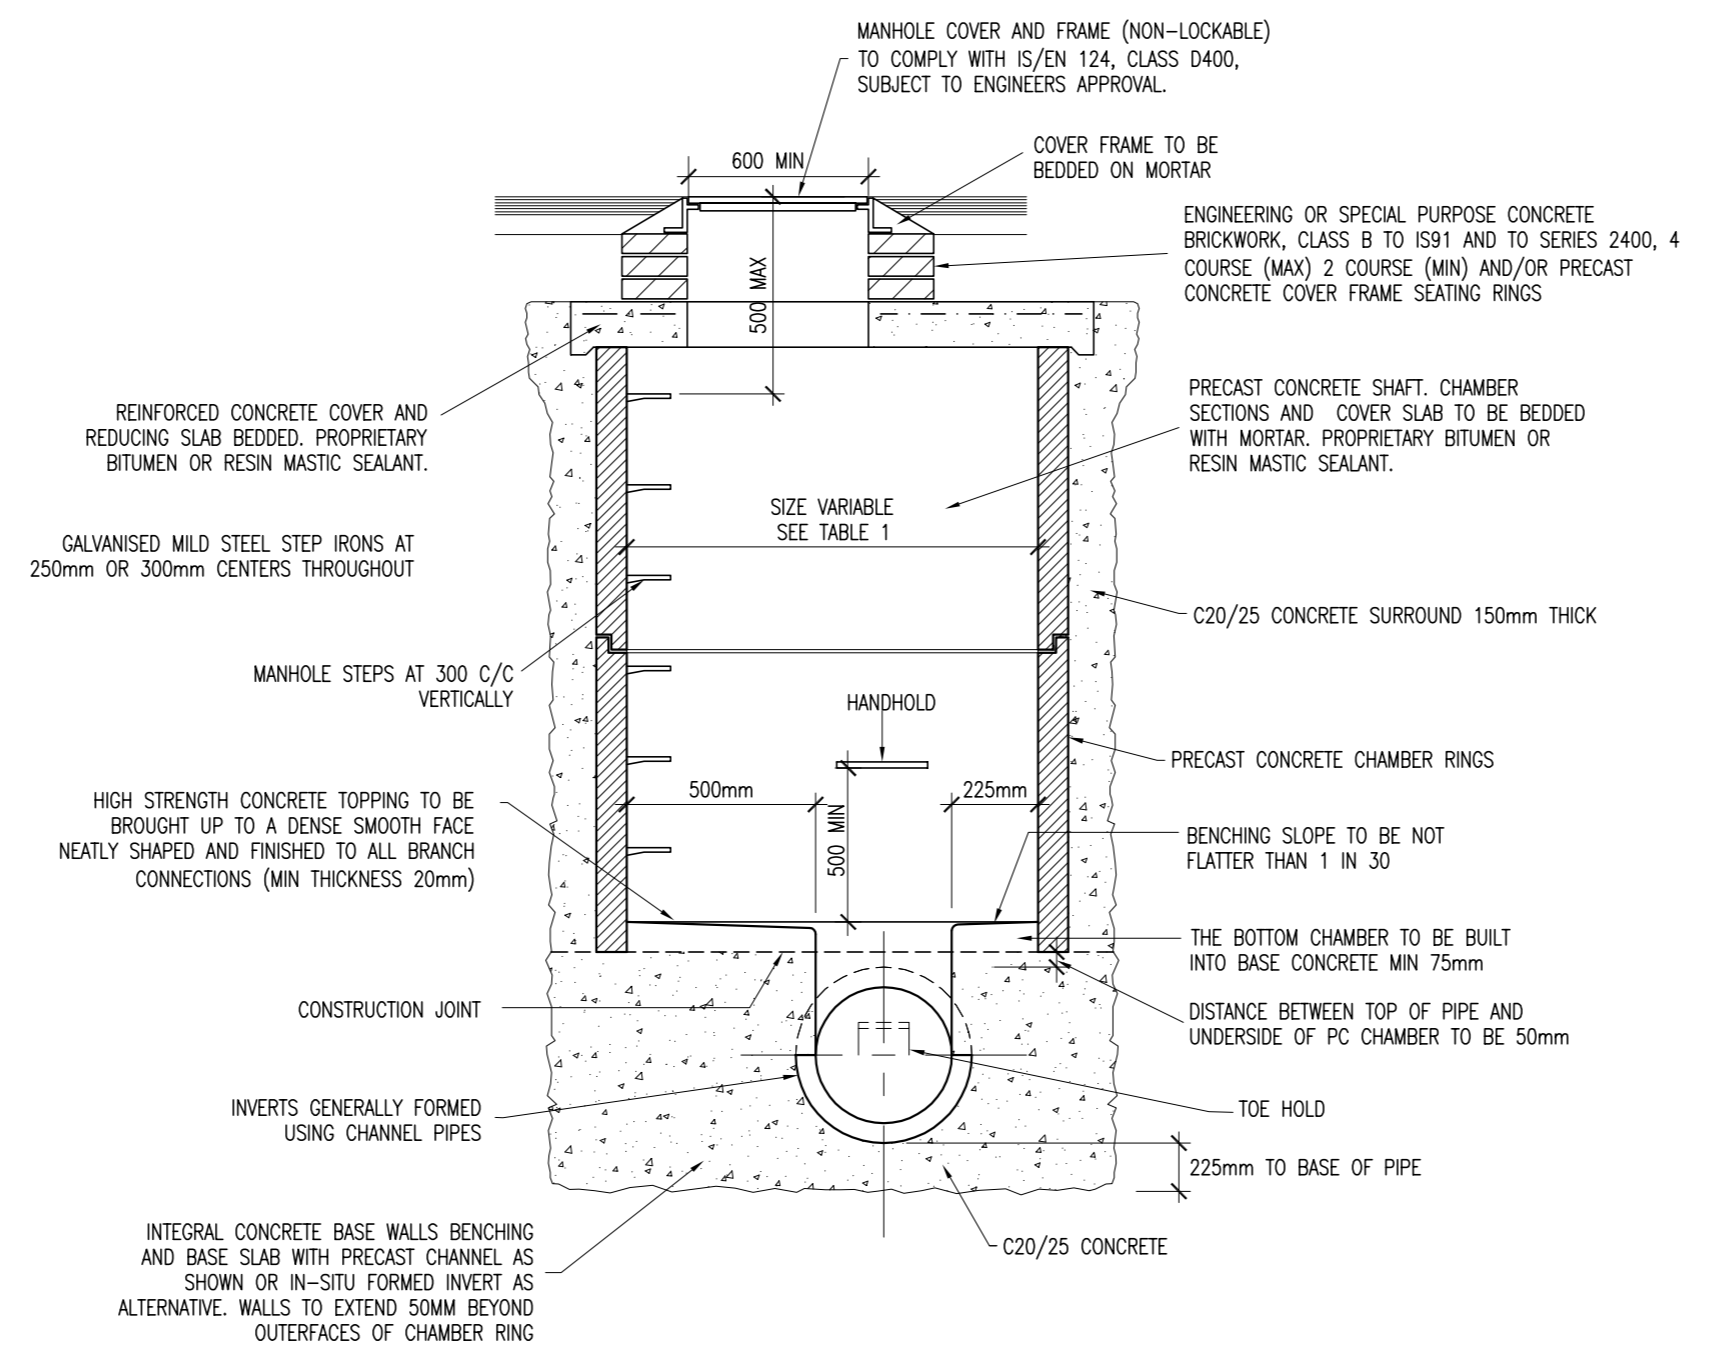 MANHOLE COVER AND FRAME (NON-LOCKABLE)
TO COMPLY WITH IS/EN 124, CLASS D400,
SUBJECT TO ENGINEERS APPROVAL.
COVER FRAME TO BE
BEDDED ON MORTAR
600 MIN
ENGINEERING OR SPECIAL PURPOSE CONCRETE
BRICKWORK, CLASS B TO IS91 AND TO SERIES 2400, 4
COURSE (MAX) 2 COURSE (MIN) AND/OR PRECAST
CONCRETE COVER FRAME SEATING RINGS
500 MAX
REINFORCED CONCRETE COVER AND
REDUCING SLAB BEDDED. PROPRIETARY
BITUMEN OR RESIN MASTIC SEALANT.
PRECAST CONCRETE SHAFT. CHAMBER
SECTIONS AND COVER SLAB TO BE BEDDED
WITH MORTAR. PROPRIETARY BITUMEN OR
RESIN MASTIC SEALANT.
SIZE VARIABLE
SEE TABLE 1
GALVANISED MILD STEEL STEP IRONS AT
250mm OR 300mm CENTERS THROUGHOUT
C20/25 CONCRETE SURROUND 150mm THICK
MANHOLE STEPS AT 300 C/C
VERTICALLY
HANDHOLD
PRECAST CONCRETE CHAMBER RINGS
500mm
225mm
500 MIN
HIGH STRENGTH CONCRETE TOPPING TO BE
BROUGHT UP TO A DENSE SMOOTH FACE
NEATLY SHAPED AND FINISHED TO ALL BRANCH
CONNECTIONS (MIN THICKNESS 20mm)
BENCHING SLOPE TO BE NOT
FLATTER THAN 1 IN 30
THE BOTTOM CHAMBER TO BE BUILT
INTO BASE CONCRETE MIN 75mm
CONSTRUCTION JOINT
DISTANCE BETWEEN TOP OF PIPE AND
UNDERSIDE OF PC CHAMBER TO BE 50mm
INVERTS GENERALLY FORMED
USING CHANNEL PIPES
TOE HOLD
225mm TO BASE OF PIPE
INTEGRAL CONCRETE BASE WALLS BENCHING
AND BASE SLAB WITH PRECAST CHANNEL AS
SHOWN OR IN-SITU FORMED INVERT AS
ALTERNATIVE. WALLS TO EXTEND 50MM BEYOND
OUTERFACES OF CHAMBER RING
C20/25 CONCRETE